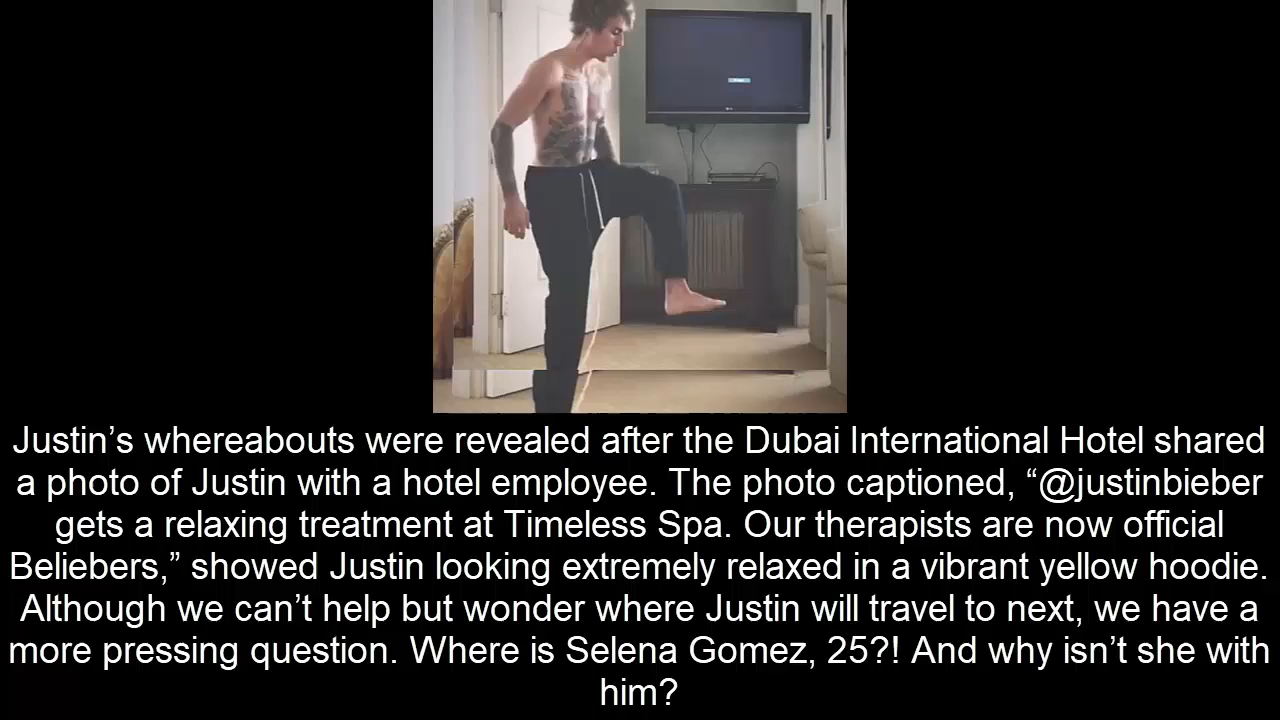 Justin’s whereabouts were revealed after the Dubai International Hotel shared
a photo of Justin with a hotel employee. The photo captioned, “@justinbieber
gets a relaxing treatment at Timeless Spa. Our therapists are now official
Beliebers,” showed Justin looking extremely relaxed in a vibrant yellow hoodie.
Although we can’t help but wonder where Justin will travel to next, we have a
more pressing question. Where is Selena Gomez, 25?! And why isn’t she with
him?